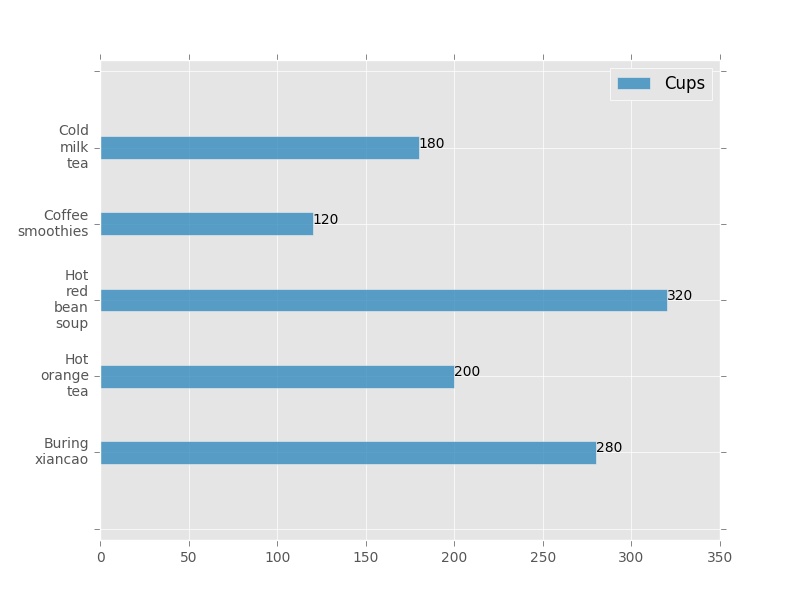 Cups
Cold
milk
tea
180
Coffee
smoothies
120
Hot
red
bean
soup
320
Hot
orange
tea
200
Buring
xiancao
280
0 50 100 150 200 250 300 350